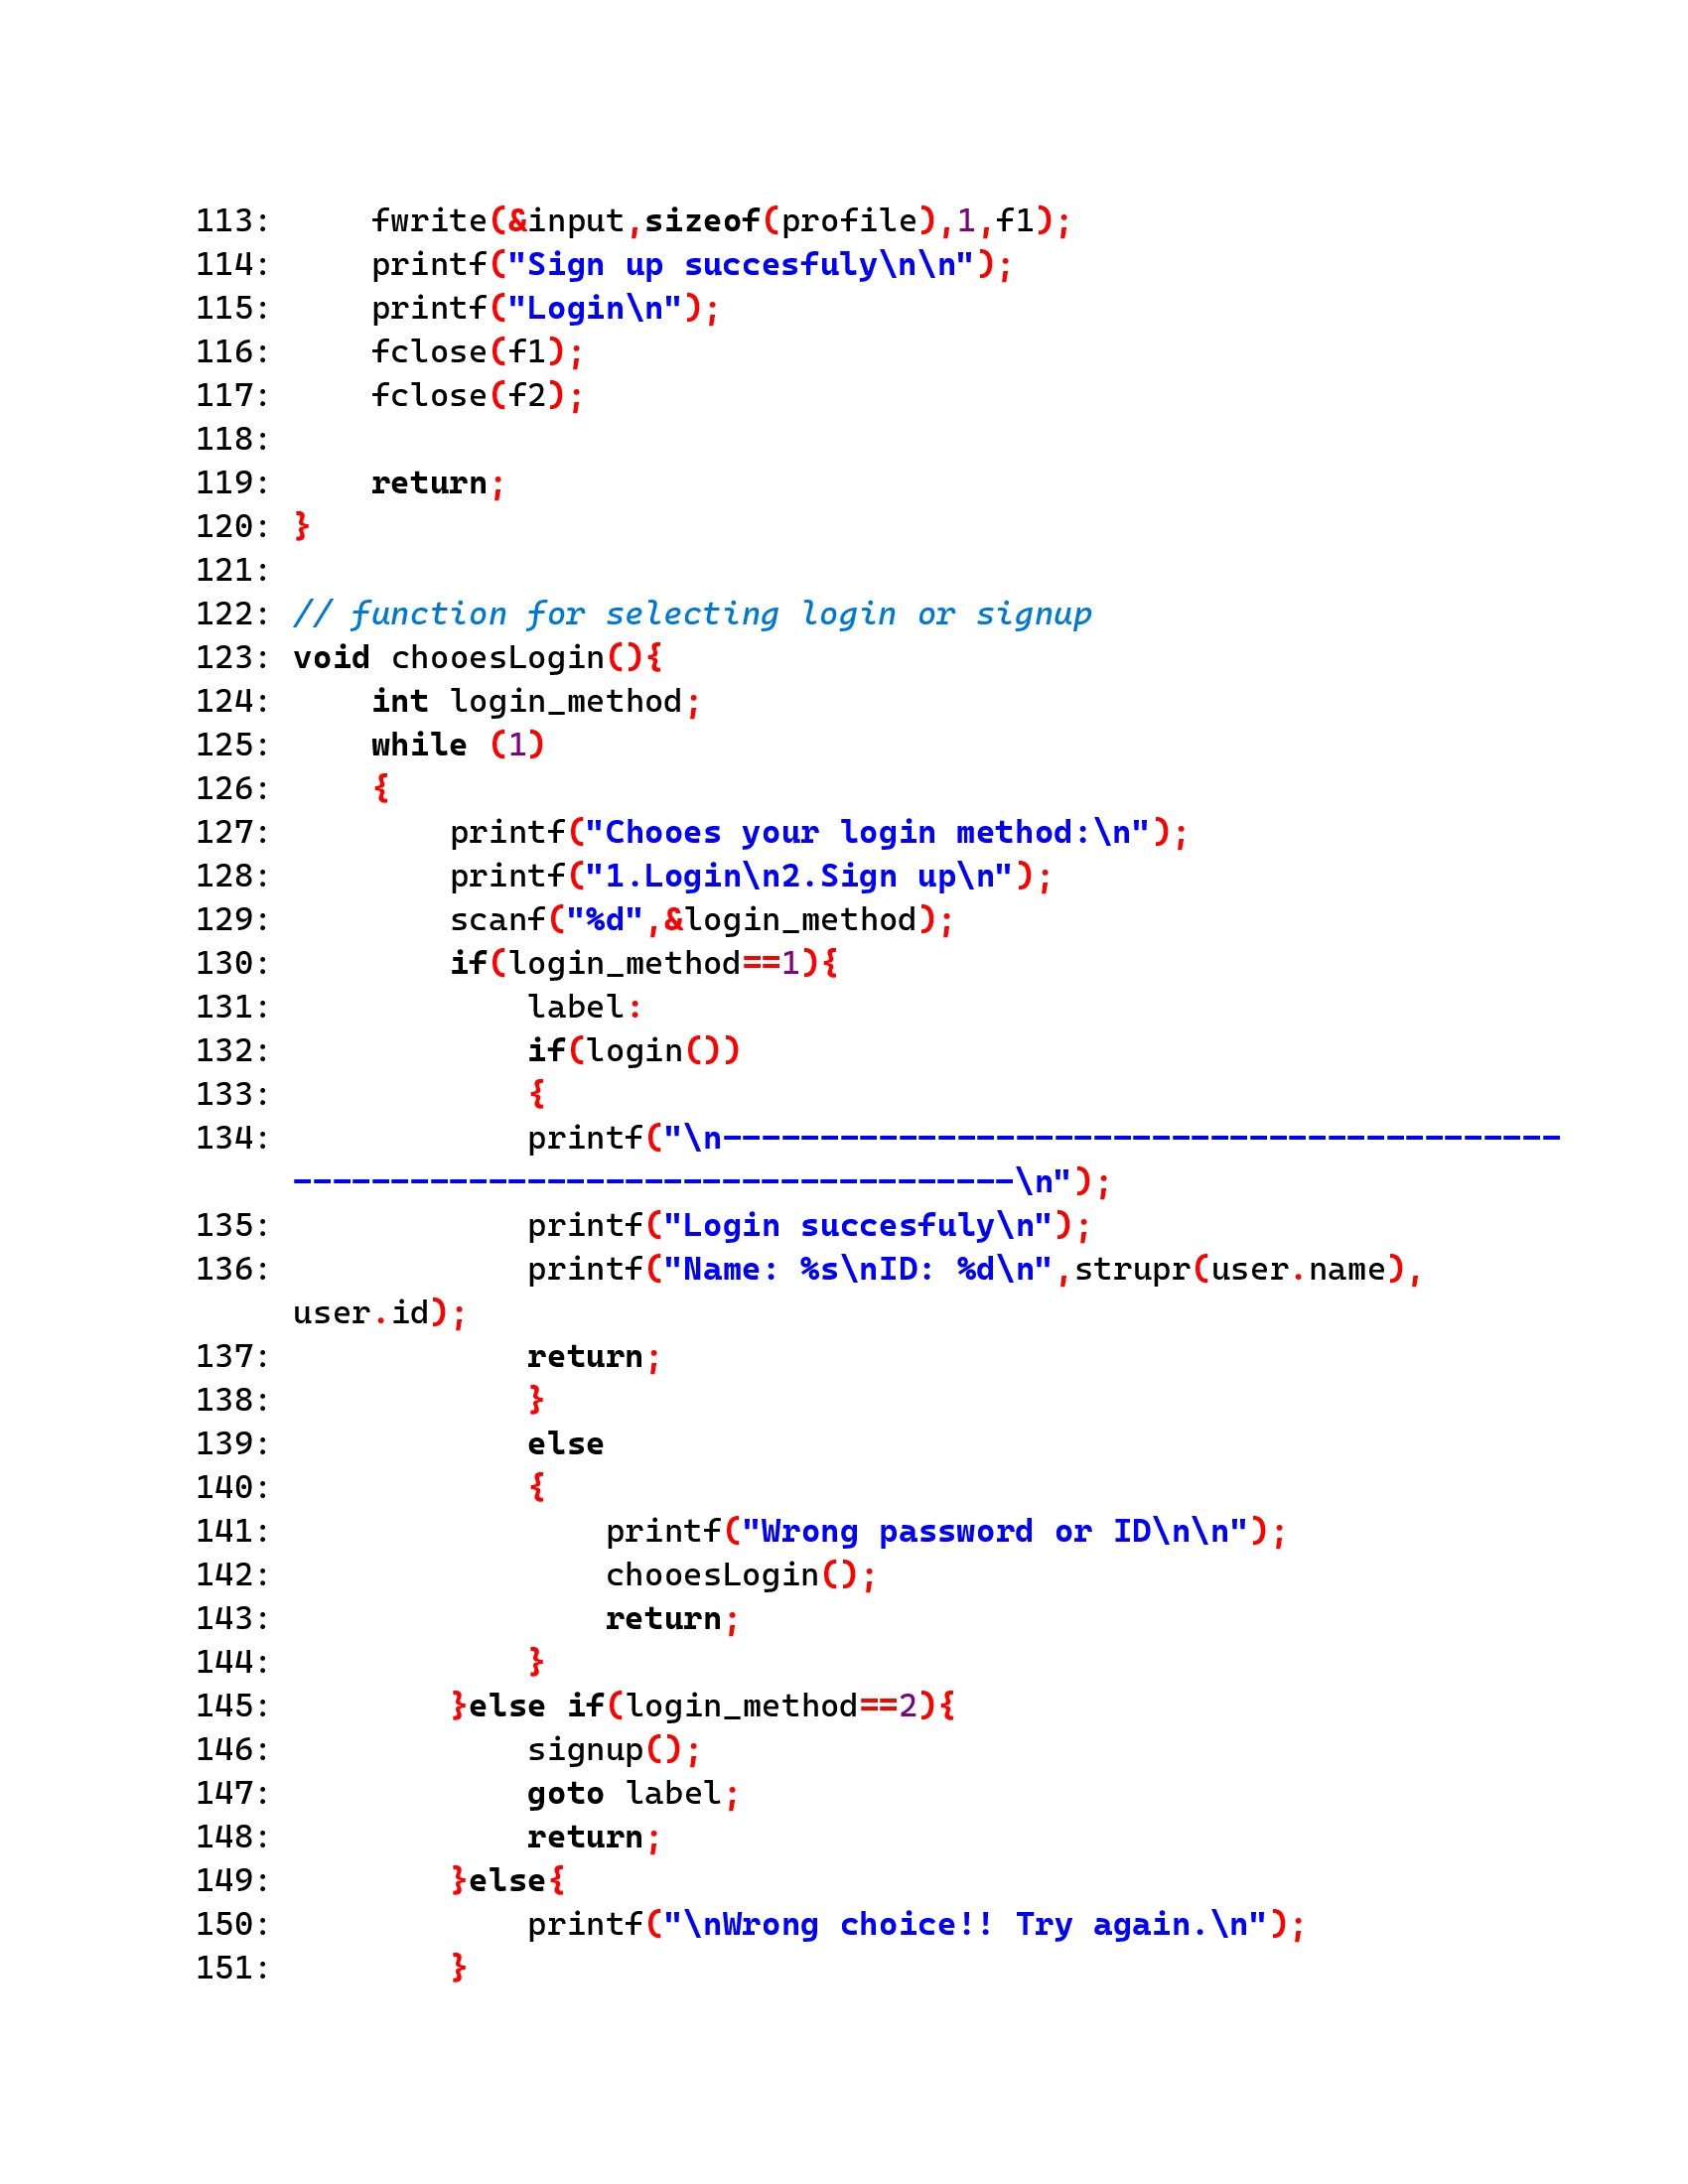 113:     fwrite(&input,sizeof(profile),1,f1);
114:     printf("Sign up succesfuly\n\n");
115:     printf("Login\n");
116:     fclose(f1);
117:     fclose(f2);
118:
119:     return;
120: }
121:
122: // function for selecting login or signup
123: void chooesLogin(){
124:     int login_method;
125:     while (1)
126:     {
127:         printf("Chooes your login method:\n");
128:         printf("1.Login\n2.Sign up\n");
129:         scanf("%d",&login_method);
130:         if(login_method==1){
131:             label:
132:             if(login())
133:             {
134:             printf("\n-------------------------------------------
-------------------------------------\n");
135:             printf("Login succesfuly\n");
136:             printf("Name: %s\nID: %d\n",strupr(user.name),
user.id);
137:             return;
138:             }
139:             else
140:             {
141:                 printf("Wrong password or ID\n\n");
142:                 chooesLogin();
143:                 return;
144:             }
145:         }else if(login_method==2){
146:             signup();
147:             goto label;
148:             return;
149:         }else{
150:             printf("\nWrong choice!! Try again.\n");
151:         }